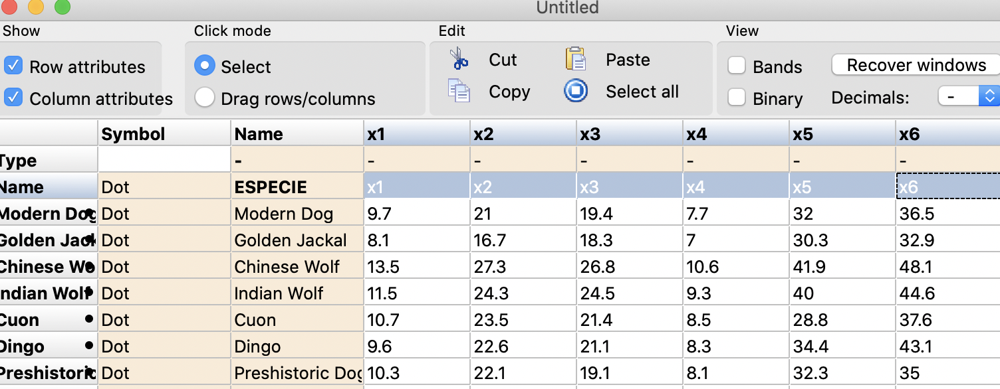 Untitled
Show Click mode Edit View
Row attributes Select Cut Paste Bands Recover windows
Column attributes Drag rows/columns Copy Select all Binary Decimals: -
Symbol Name x1 x2 x3 x4 x5 x6
Type - - - - - - -
Name Dot ESPECIE x1 x2 x3 x4 x5 x6
Modern Dog Dot Modern Dog 9.7 21 19.4 7.7 32 36.5
Golden Jack Dot Golden Jackal 8.1 16.7 18.3 7 30.3 32.9
Chinese Wo Dot Chinese Wolf 13.5 27.3 26.8 10.6 41.9 48.1
Indian Wolf Dot Indian Wolf 11.5 24.3 24.5 9.3 40 44.6
Cuon Dot Cuon 10.7 23.5 21.4 8.5 28.8 37.6
Dingo Dot Dingo 9.6 22.6 21.1 8.3 34.4 43.1
Preshistoric Dot Preshistoric Dog 10.3 22.1 19.1 8.1 32.3 35